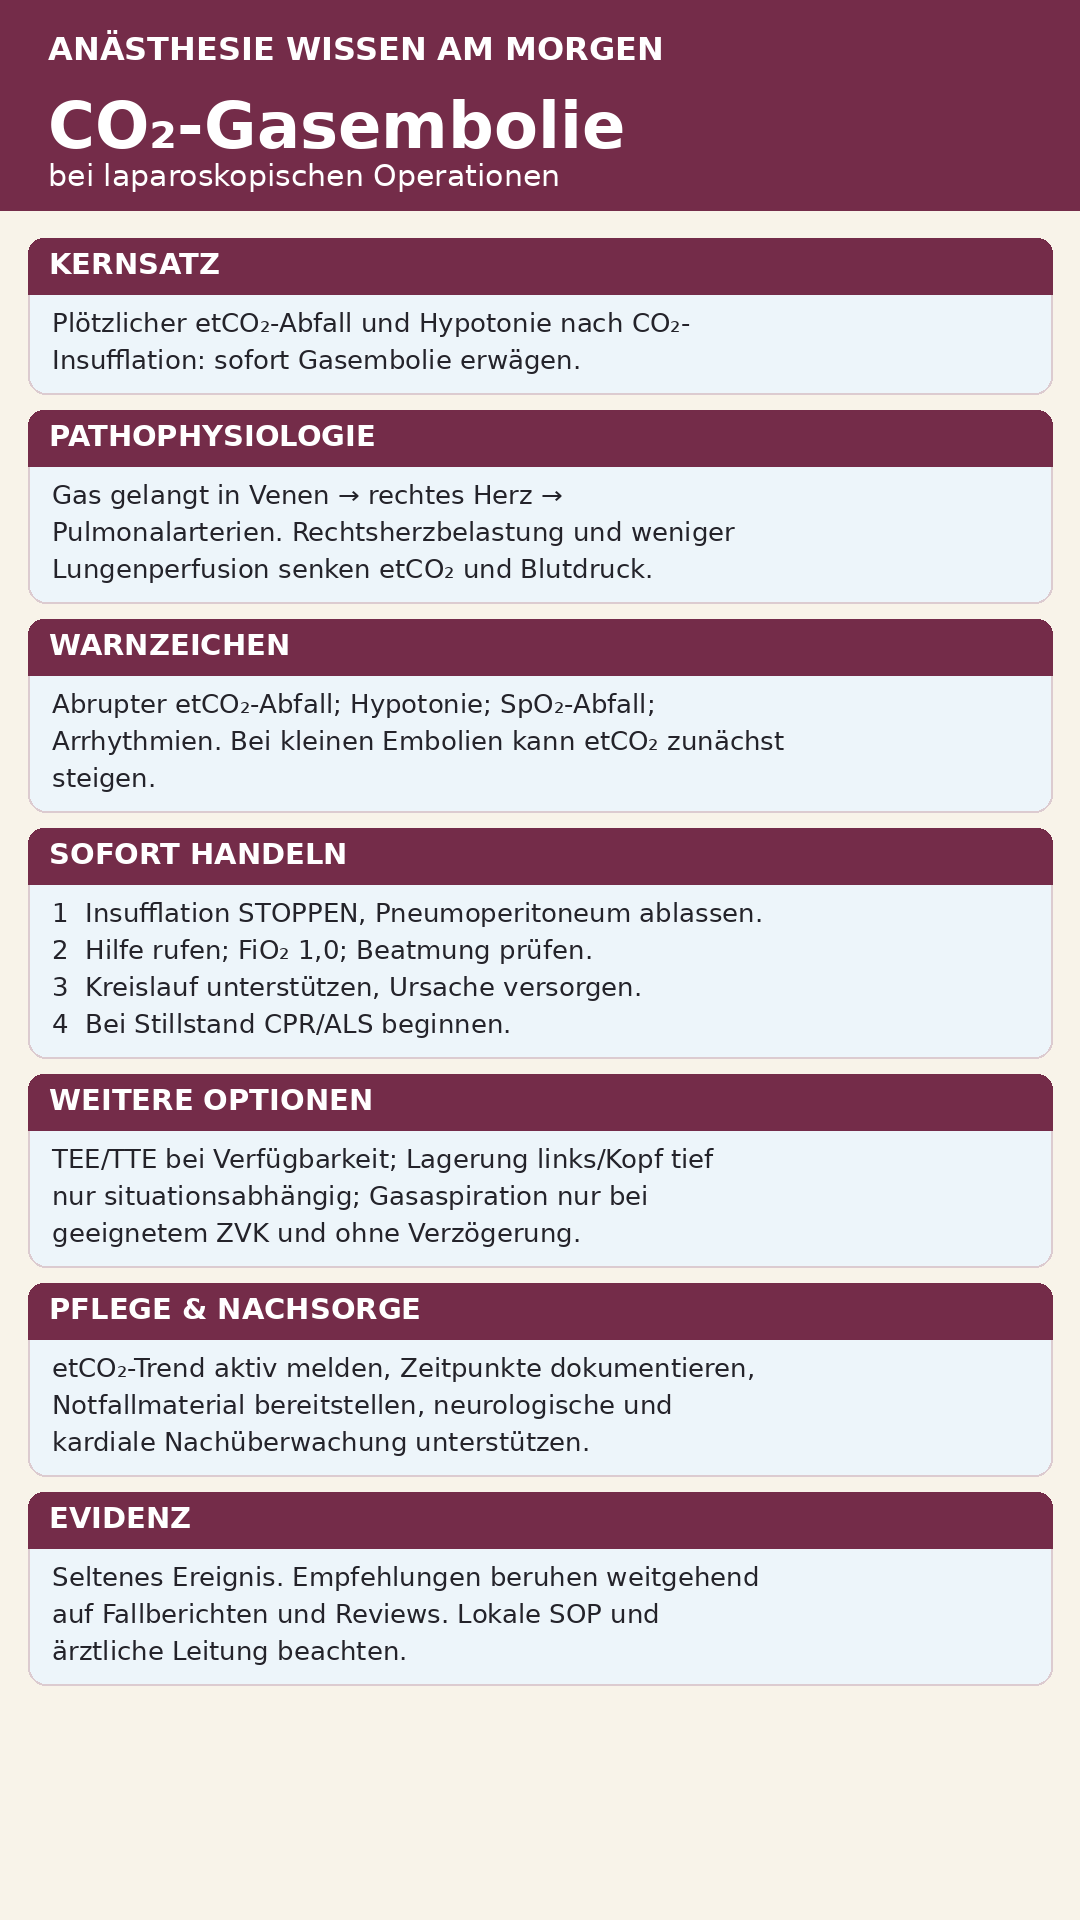 ANÄSTHESIE WISSEN AM MORGEN
CO₂-Gasembolie
bei laparoskopischen Operationen
KERNSATZ
Plötzlicher etCO₂-Abfall und Hypotonie nach CO₂-
Insufflation: sofort Gasembolie erwägen.
PATHOPHYSIOLOGIE
Gas gelangt in Venen → rechtes Herz →
Pulmonalarterien. Rechtsherzbelastung und weniger
Lungenperfusion senken etCO₂ und Blutdruck.
WARNZEICHEN
Abrupter etCO₂-Abfall; Hypotonie; SpO₂-Abfall;
Arrhythmien. Bei kleinen Embolien kann etCO₂ zunächst
steigen.
SOFORT HANDELN
1 Insufflation STOPPEN, Pneumoperitoneum ablassen.
2 Hilfe rufen; FiO₂ 1,0; Beatmung prüfen.
3 Kreislauf unterstützen, Ursache versorgen.
4 Bei Stillstand CPR/ALS beginnen.
WEITERE OPTIONEN
TEE/TTE bei Verfügbarkeit; Lagerung links/Kopf tief
nur situationsabhängig; Gasaspiration nur bei
geeignetem ZVK und ohne Verzögerung.
PFLEGE & NACHSORGE
etCO₂-Trend aktiv melden, Zeitpunkte dokumentieren,
Notfallmaterial bereitstellen, neurologische und
kardiale Nachüberwachung unterstützen.
EVIDENZ
Seltenes Ereignis. Empfehlungen beruhen weitgehend
auf Fallberichten und Reviews. Lokale SOP und
ärztliche Leitung beachten.